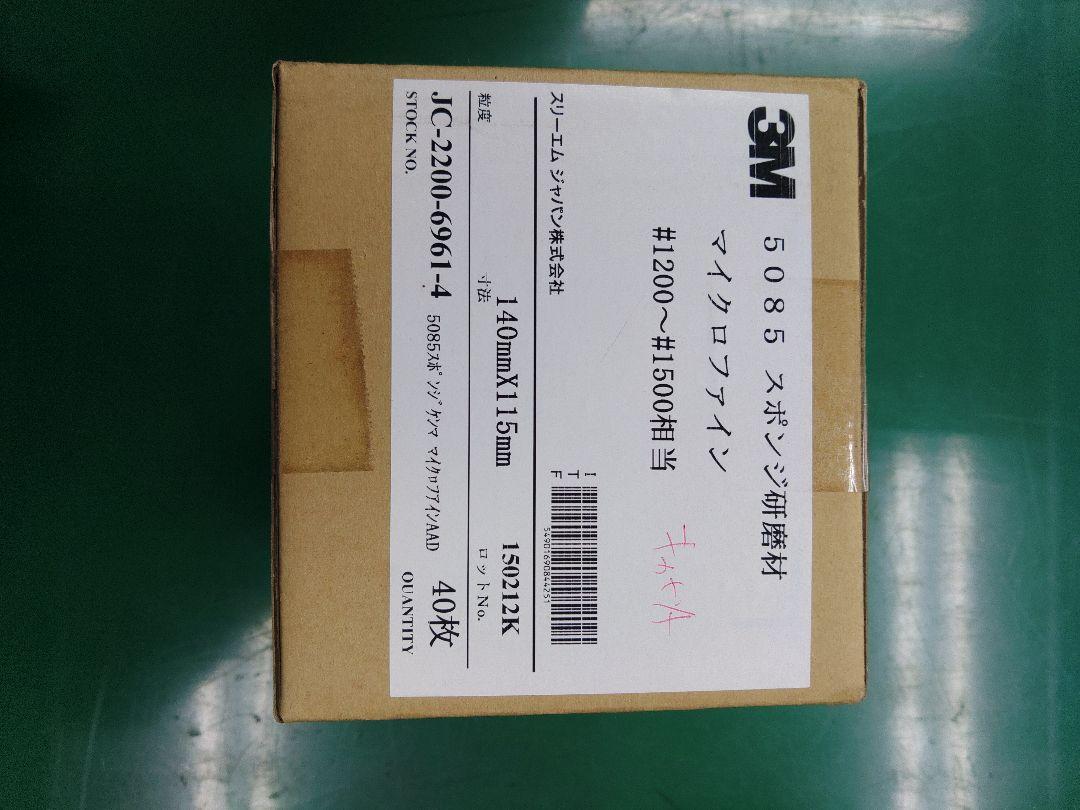 3M
5085 スポンジ研磨材
マイクロファイン
#1200～#1500相当
スリーエム ジャパン株式会社
ITF
54901690844251
粒度
寸法
140mmX115mm
ロットNo.
150212K
JC-2200-6961-4
STOCK NO.
5085ｽﾎﾟﾝｼﾞｹﾝﾏ ﾏｲｸﾛﾌｱｲﾝAAD
40枚
QUANTITY